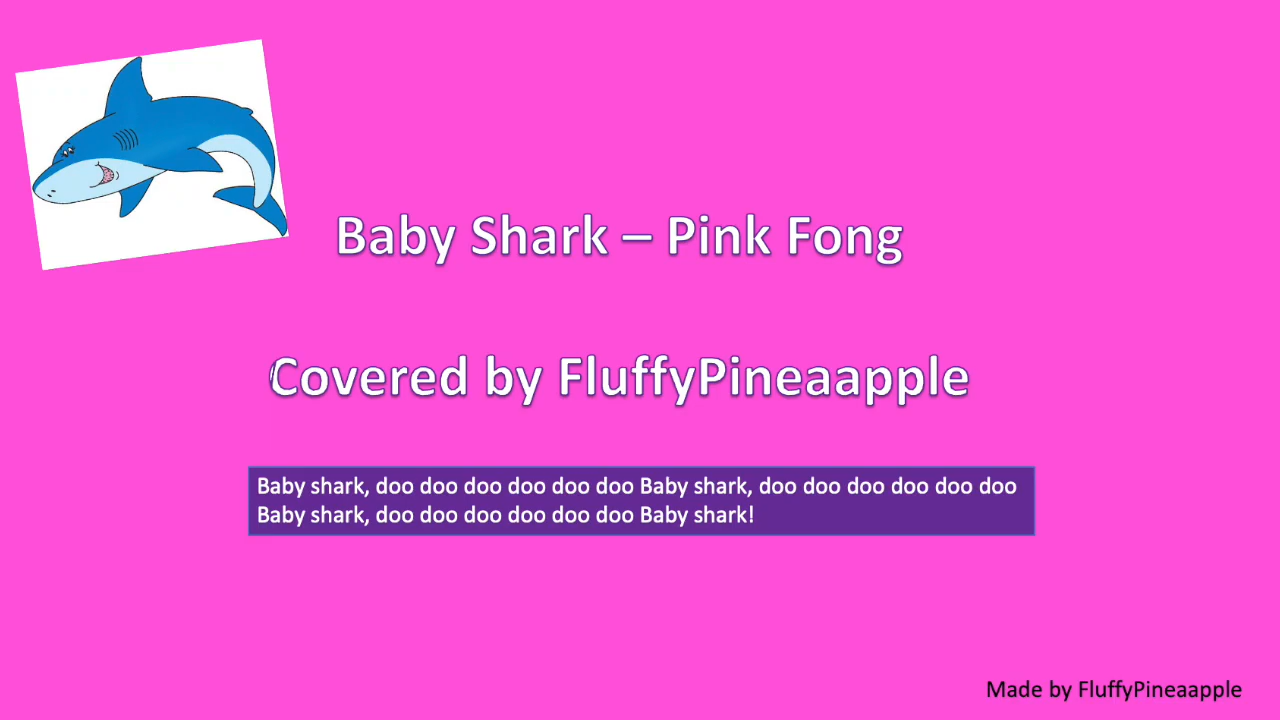 Baby Shark – Pink Fong
Covered by FluffyPineaapple
Baby shark, doo doo doo doo doo doo Baby shark, doo doo doo doo doo doo
Baby shark, doo doo doo doo doo doo Baby shark!
Made by FluffyPineaapple